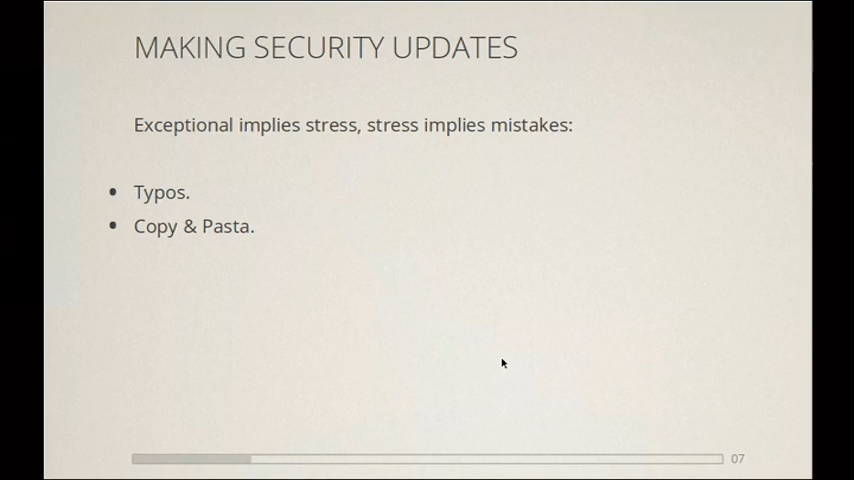 MAKING SECURITY UPDATES
Exceptional implies stress, stress implies mistakes:
• Typos.
• Copy & Pasta.
07